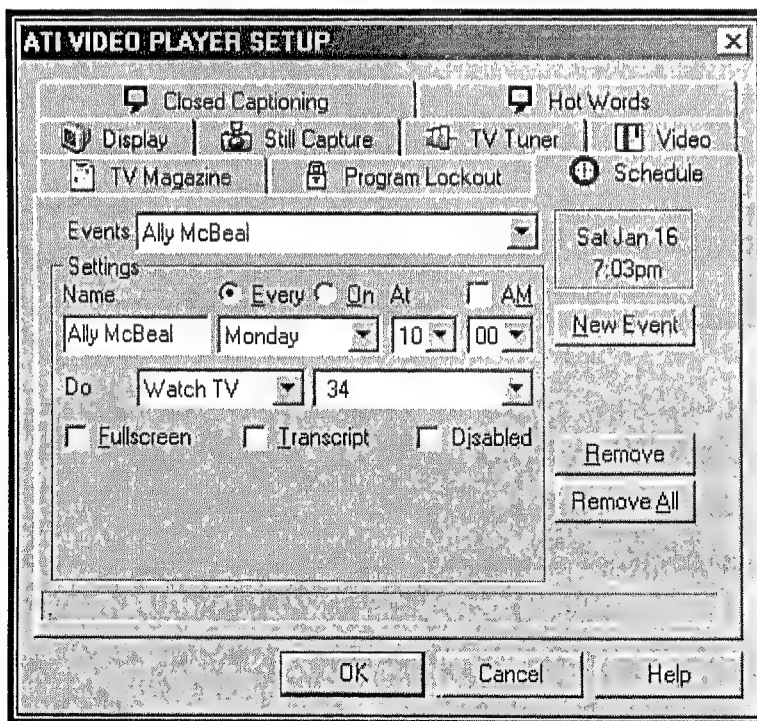 ATI VIDEO PLAYER SETUP
Closed Captioning Hot Words
Display Still Capture TV Tuner Video
TV Magazine Program Lockout Schedule
Events Ally McBeal
Sat Jan 16
7:03pm
Settings
Name Every On At AM
Ally McBeal Monday 10 00
New Event
Do Watch TV 34
Fullscreen Transcript Disabled
Remove
Remove All
OK Cancel Help